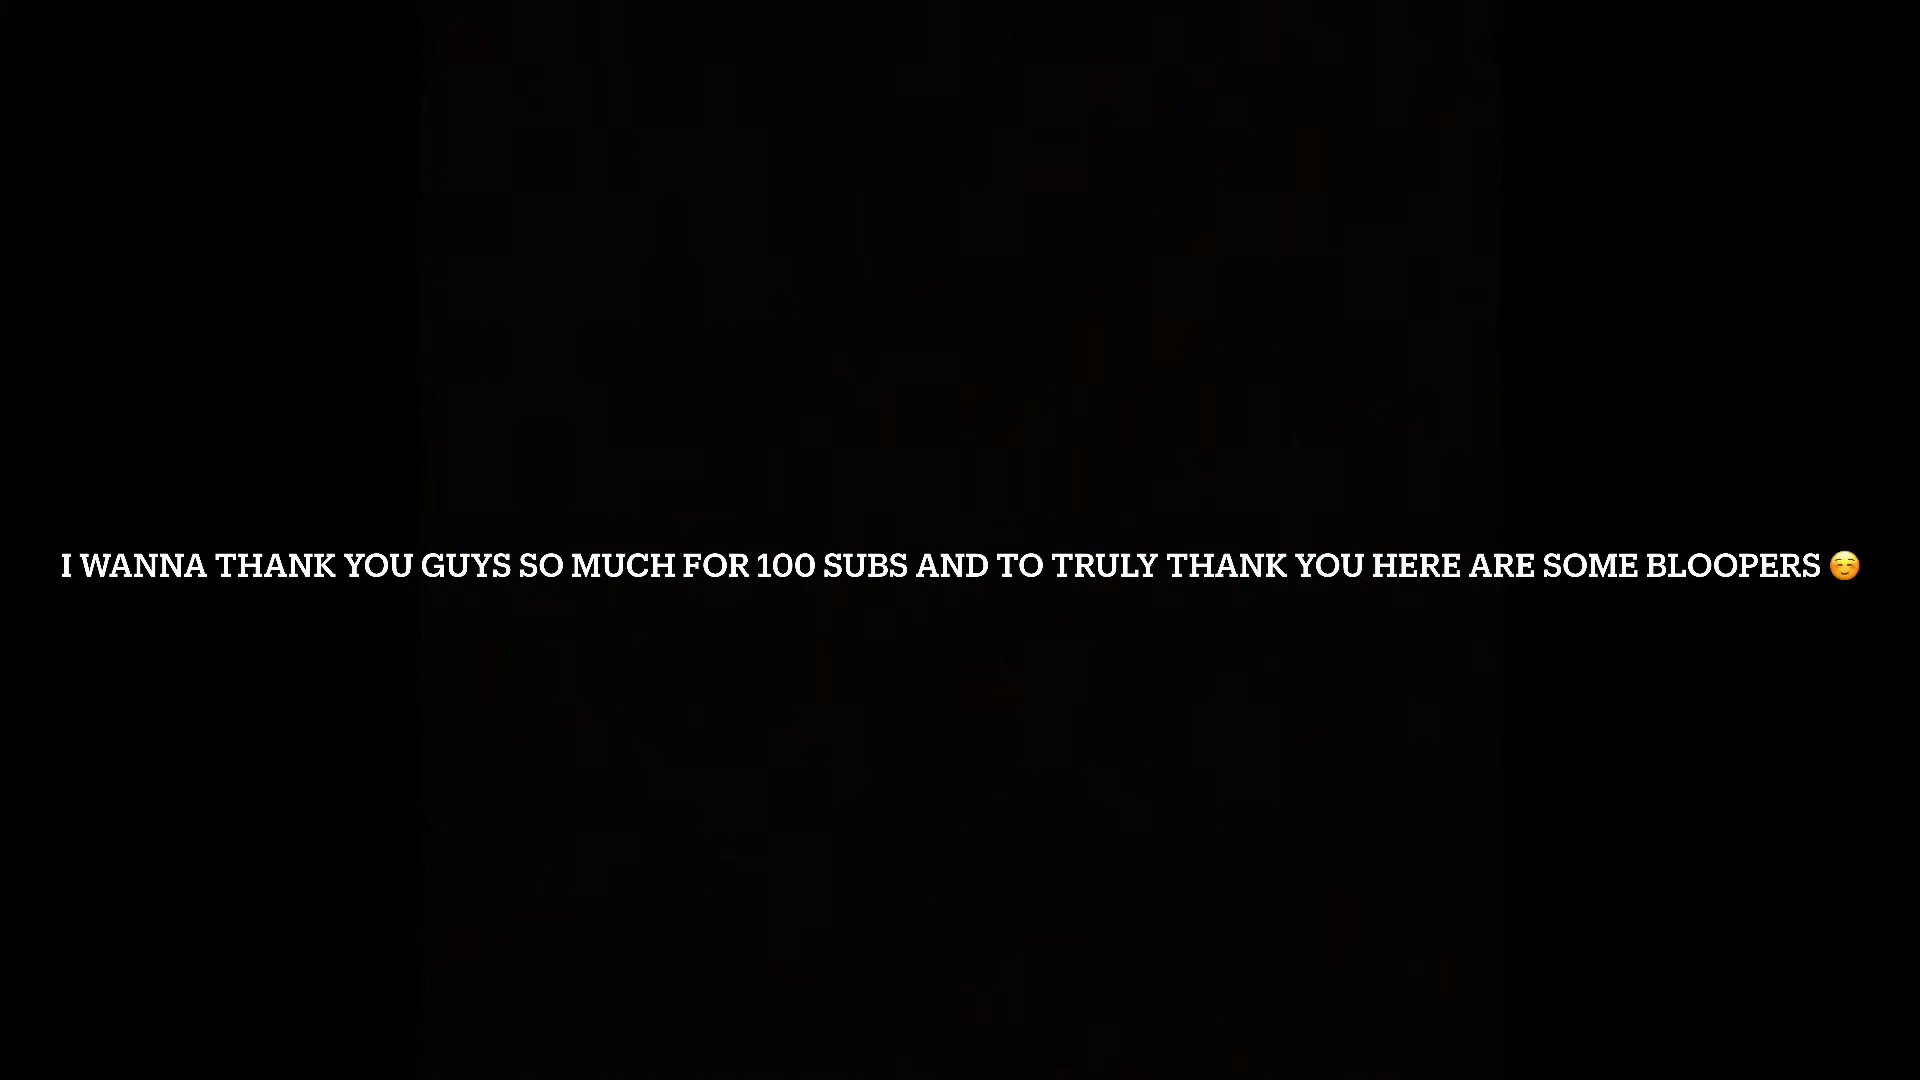 I WANNA THANK YOU GUYS SO MUCH FOR 100 SUBS AND TO TRULY THANK YOU HERE ARE SOME BLOOPERS ☺️